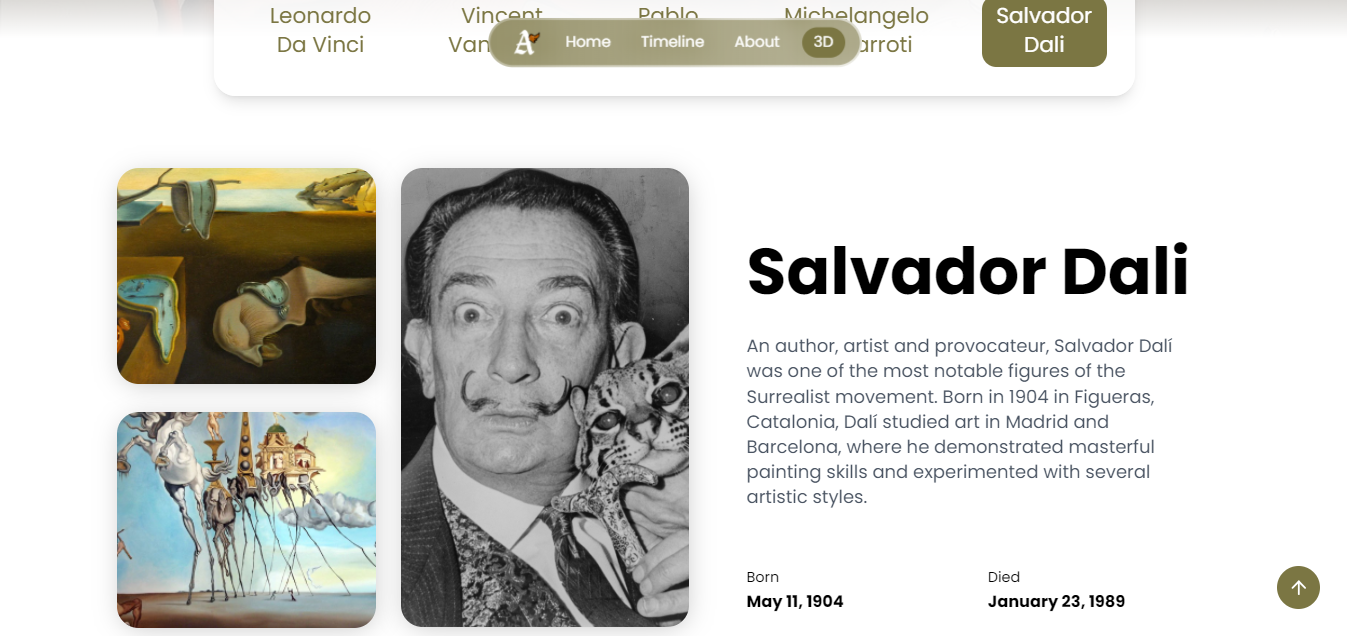 Leonardo
Da Vinci
Vincent
Van
Pablo
Michelangelo
arroti
Salvador
Dali
Home
Timeline
About
3D
Salvador Dali
An author, artist and provocateur, Salvador Dalí
was one of the most notable figures of the
Surrealist movement. Born in 1904 in Figueras,
Catalonia, Dalí studied art in Madrid and
Barcelona, where he demonstrated masterful
painting skills and experimented with several
artistic styles.
Born
May 11, 1904
Died
January 23, 1989